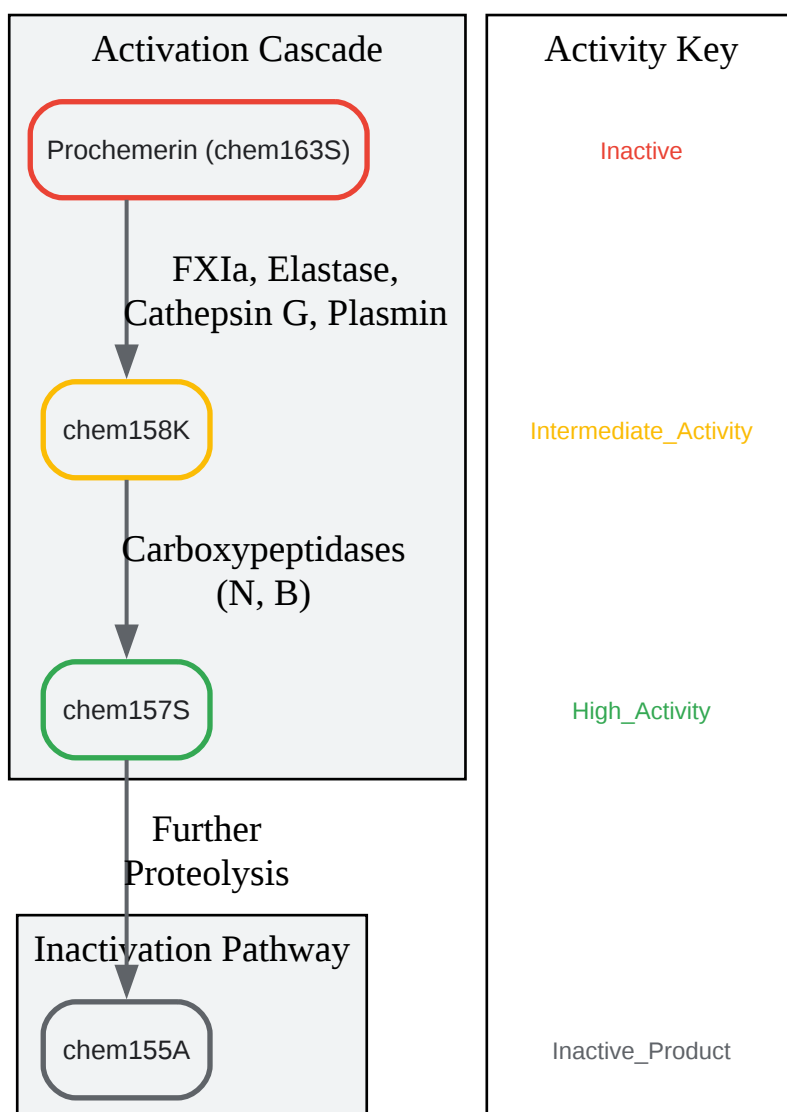 Activation Cascade
Prochemerin (chem163S)
FXIa, Elastase,
Cathepsin G, Plasmin
chem158K
Carboxypeptidases
(N, B)
chem157S
Further
Proteolysis
Inactivation Pathway
chem155A
Activity Key
Inactive
Intermediate_Activity
High_Activity
Inactive_Product